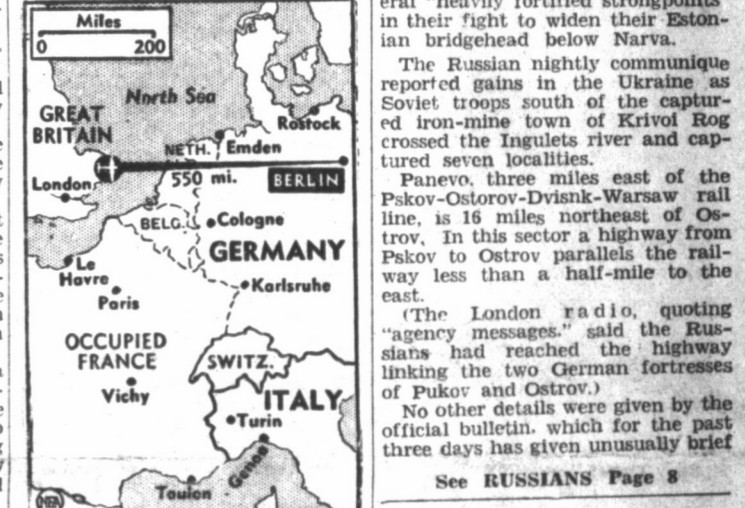 Miles
0 200
North Sea
GREAT
BRITAIN
Rostock
NETH.
Emden
London
550 mi.
BERLIN
BELG.
Cologne
GERMANY
Le
Havre
Karlsruhe
Paris
OCCUPIED
FRANCE
SWITZ.
Vichy
ITALY
Turin
Genoa
Toulon
NEA
eral "heavily fortified strongpoints"
in their fight to widen their Eston-
ian bridgehead below Narva.
The Russian nightly communique
reported gains in the Ukraine as
Soviet troops south of the captur-
ed iron-mine town of Krivoi Rog
crossed the Ingulets river and cap-
tured seven localities.
Panevo, three miles east of the
Pskov-Ostorov-Dvisnk-Warsaw rail
line, is 16 miles northeast of Os-
trov. In this sector a highway from
Pskov to Ostrov parallels the rail-
way less than a half-mile to the
east.
(The London radio, quoting
"agency messages," said the Rus-
sians had reached the highway
linking the two German fortresses
of Pukov and Ostrov.)
No other details were given by the
official bulletin, which for the past
three days has given unusually brief
See RUSSIANS Page 8